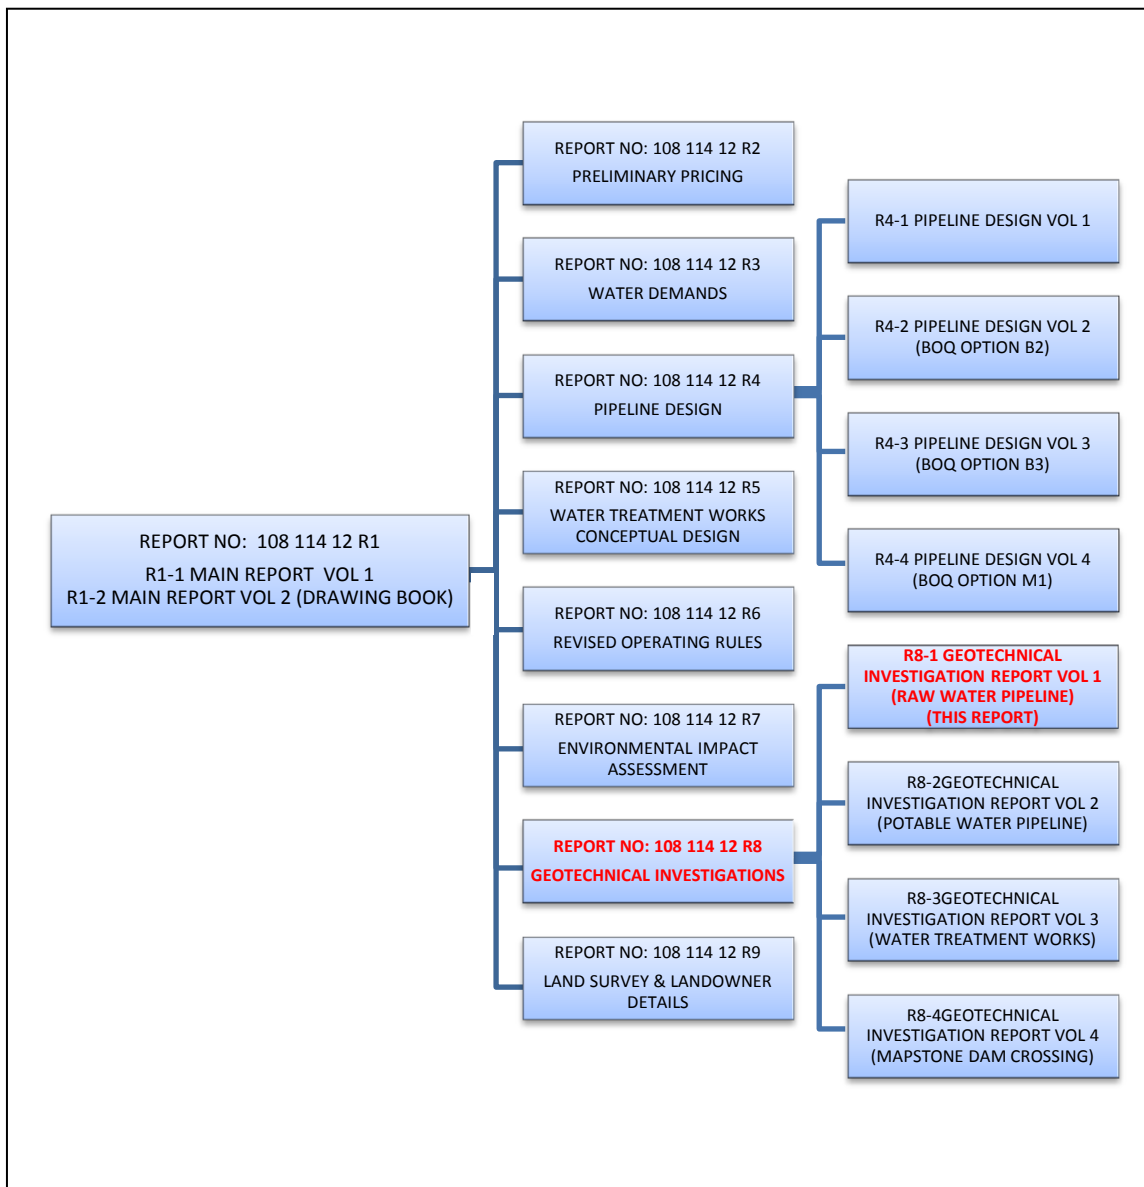 REPORT NO: 108 114 12 R1
R1-1 MAIN REPORT VOL 1
R1-2 MAIN REPORT VOL 2 (DRAWING BOOK)
REPORT NO: 108 114 12 R2
PRELIMINARY PRICING
REPORT NO: 108 114 12 R3
WATER DEMANDS
REPORT NO: 108 114 12 R4
PIPELINE DESIGN
REPORT NO: 108 114 12 R5
WATER TREATMENT WORKS
CONCEPTUAL DESIGN
REPORT NO: 108 114 12 R6
REVISED OPERATING RULES
REPORT NO: 108 114 12 R7
ENVIRONMENTAL IMPACT
ASSESSMENT
REPORT NO: 108 114 12 R8
GEOTECHNICAL INVESTIGATIONS
REPORT NO: 108 114 12 R9
LAND SURVEY & LANDOWNER
DETAILS
R4-1 PIPELINE DESIGN VOL 1
R4-2 PIPELINE DESIGN VOL 2
(BOQ OPTION B2)
R4-3 PIPELINE DESIGN VOL 3
(BOQ OPTION B3)
R4-4 PIPELINE DESIGN VOL 4
(BOQ OPTION M1)
R8-1 GEOTECHNICAL
INVESTIGATION REPORT VOL 1
(RAW WATER PIPELINE)
(THIS REPORT)
R8-2GEOTECHNICAL
INVESTIGATION REPORT VOL 2
(POTABLE WATER PIPELINE)
R8-3GEOTECHNICAL
INVESTIGATION REPORT VOL 3
(WATER TREATMENT WORKS)
R8-4GEOTECHNICAL
INVESTIGATION REPORT VOL 4
(MAPSTONE DAM CROSSING)